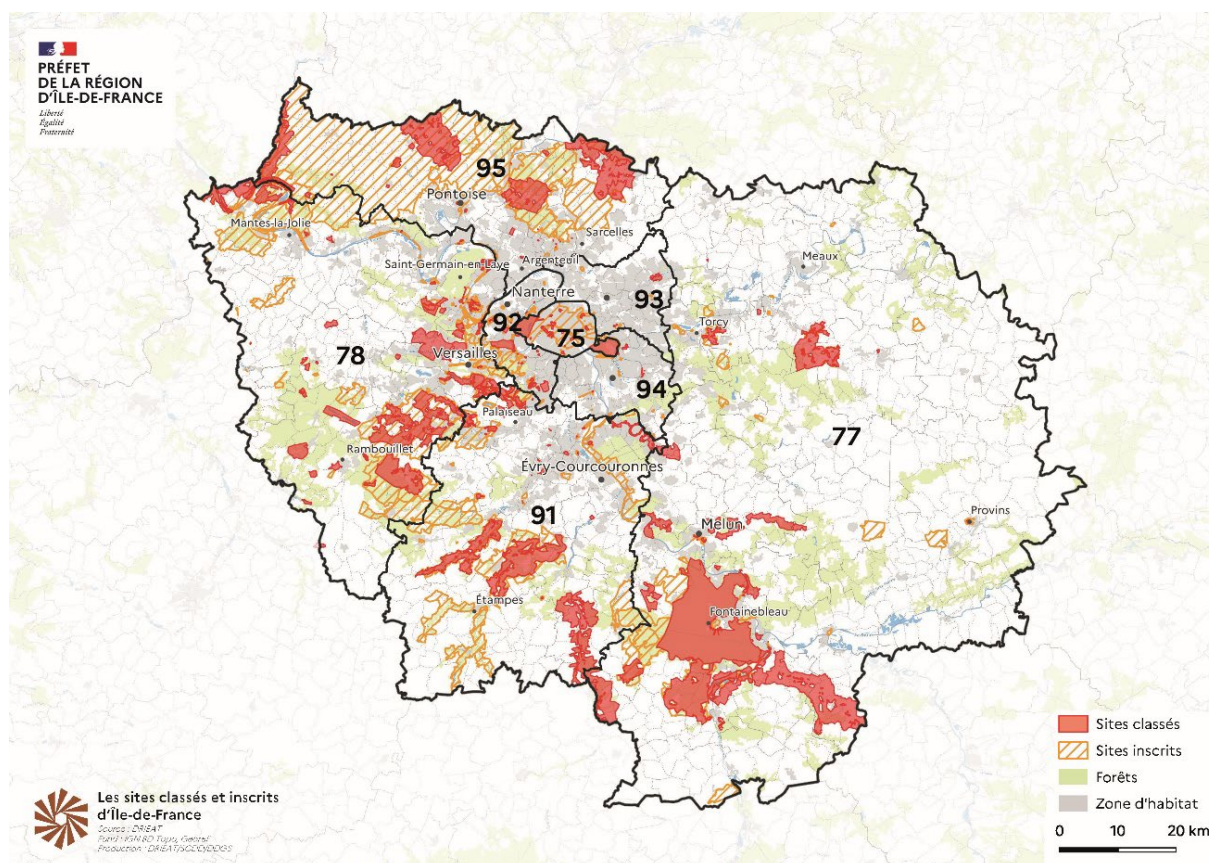 PRÉFET
DE LA RÉGION
D'ÎLE-DE-FRANCE
Liberté
Égalité
Fraternité
95
Pontoise
Mantes-la-Jolie
Sarcelles
Saint-Germain-en-Laye
Argenteuil
Meaux
Nanterre
93
92
75
Torcy
78
Versailles
94
Palaiseau
77
Rambouillet
Évry-Courcouronnes
91
Provins
Melun
Étampes
Fontainebleau
Sites classés
Sites inscrits
Forêts
Zone d'habitat
0 10 20 km
Les sites classés et inscrits
d'Île-de-France
Source : DRIEAT